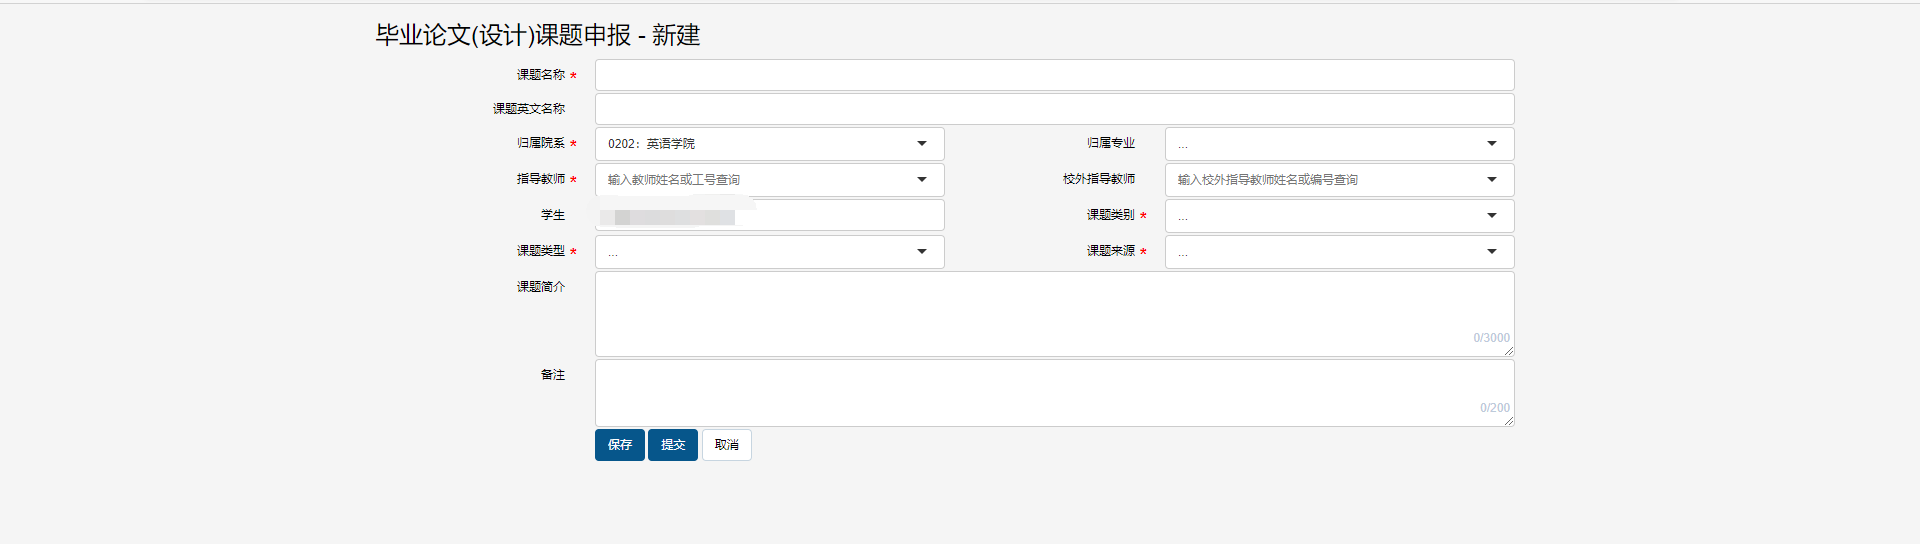 毕业论文(设计)课题申报 - 新建
课题名称 *
课题英文名称
归属院系 * 0202：英语学院 归属专业 ...
指导教师 * 输入教师姓名或工号查询 校外指导教师 输入校外指导教师姓名或编号查询
学生 课题类别 * ...
课题类型 * ... 课题来源 * ...
课题简介
0/3000
备注
0/200
保存 提交 取消